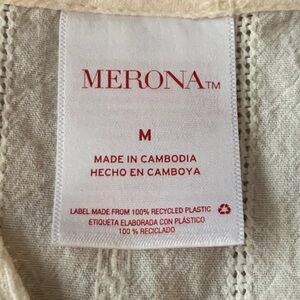 MERONA™
M
MADE IN CAMBODIA
HECHO EN CAMBOYA
LABEL MADE FROM 100% RECYCLED PLASTIC
ETIQUETA ELABORADA CON PLÁSTICO
100 % RECICLADO